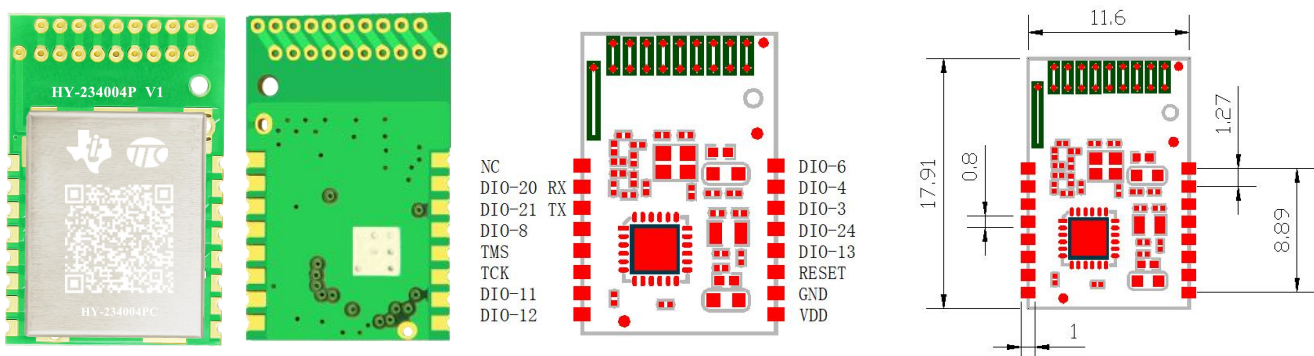 HY-234004P V1
HY-234004PC
NC
DIO-20 RX
DIO-21 TX
DIO-8
TMS
TCK
DIO-11
DIO-12
DIO-6
DIO-4
DIO-3
DIO-24
DIO-13
RESET
GND
VDD
11.6
17.91
0.8
1.27
8.89
1